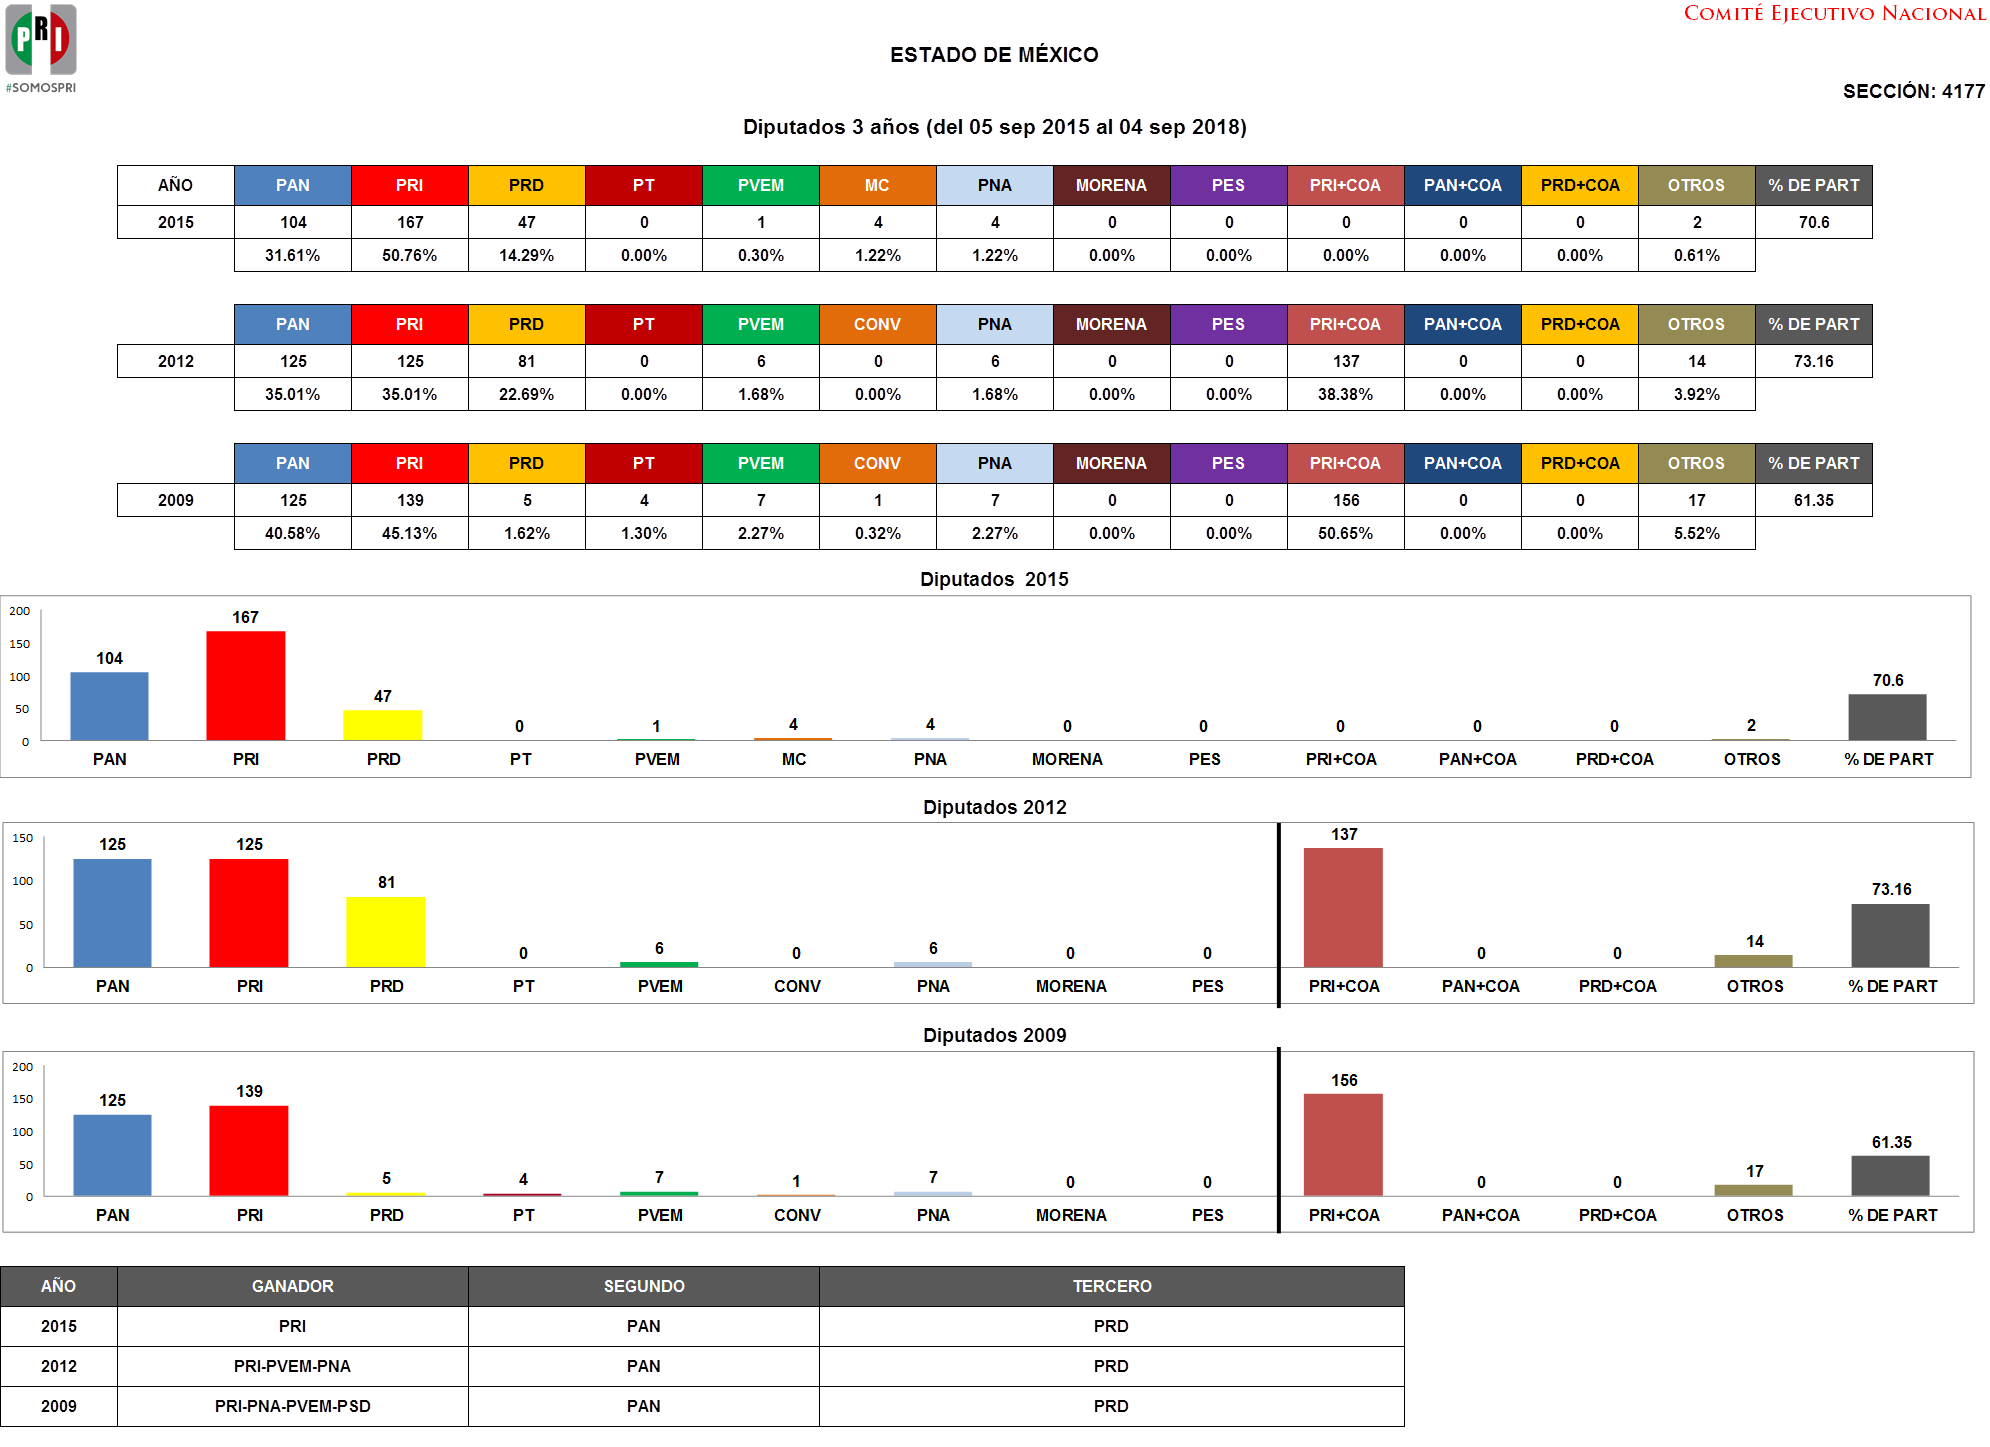 PRI
#SOMOSPRI
COMITÉ EJECUTIVO NACIONAL
ESTADO DE MÉXICO
SECCIÓN: 4177
Diputados 3 años (del 05 sep 2015 al 04 sep 2018)
AÑO PAN PRI PRD PT PVEM MC PNA MORENA PES PRI+COA PAN+COA PRD+COA OTROS % DE PART
2015 104 167 47 0 1 4 4 0 0 0 0 0 2 70.6
31.61% 50.76% 14.29% 0.00% 0.30% 1.22% 1.22% 0.00% 0.00% 0.00% 0.00% 0.00% 0.61%
PAN PRI PRD PT PVEM CONV PNA MORENA PES PRI+COA PAN+COA PRD+COA OTROS % DE PART
2012 125 125 81 0 6 0 6 0 0 137 0 0 14 73.16
35.01% 35.01% 22.69% 0.00% 1.68% 0.00% 1.68% 0.00% 0.00% 38.38% 0.00% 0.00% 3.92%
PAN PRI PRD PT PVEM CONV PNA MORENA PES PRI+COA PAN+COA PRD+COA OTROS % DE PART
2009 125 139 5 4 7 1 7 0 0 156 0 0 17 61.35
40.58% 45.13% 1.62% 1.30% 2.27% 0.32% 2.27% 0.00% 0.00% 50.65% 0.00% 0.00% 5.52%
Diputados 2015
200
150
100
50
0
104 167 47 0 1 4 4 0 0 0 0 0 2 70.6
PAN PRI PRD PT PVEM MC PNA MORENA PES PRI+COA PAN+COA PRD+COA OTROS % DE PART
Diputados 2012
150
100
50
0
125 125 81 0 6 0 6 0 0 137 0 0 14 73.16
PAN PRI PRD PT PVEM CONV PNA MORENA PES PRI+COA PAN+COA PRD+COA OTROS % DE PART
Diputados 2009
200
150
100
50
0
125 139 5 4 7 1 7 0 0 156 0 0 17 61.35
PAN PRI PRD PT PVEM CONV PNA MORENA PES PRI+COA PAN+COA PRD+COA OTROS % DE PART
AÑO GANADOR SEGUNDO TERCERO
2015 PRI PAN PRD
2012 PRI-PVEM-PNA PAN PRD
2009 PRI-PNA-PVEM-PSD PAN PRD